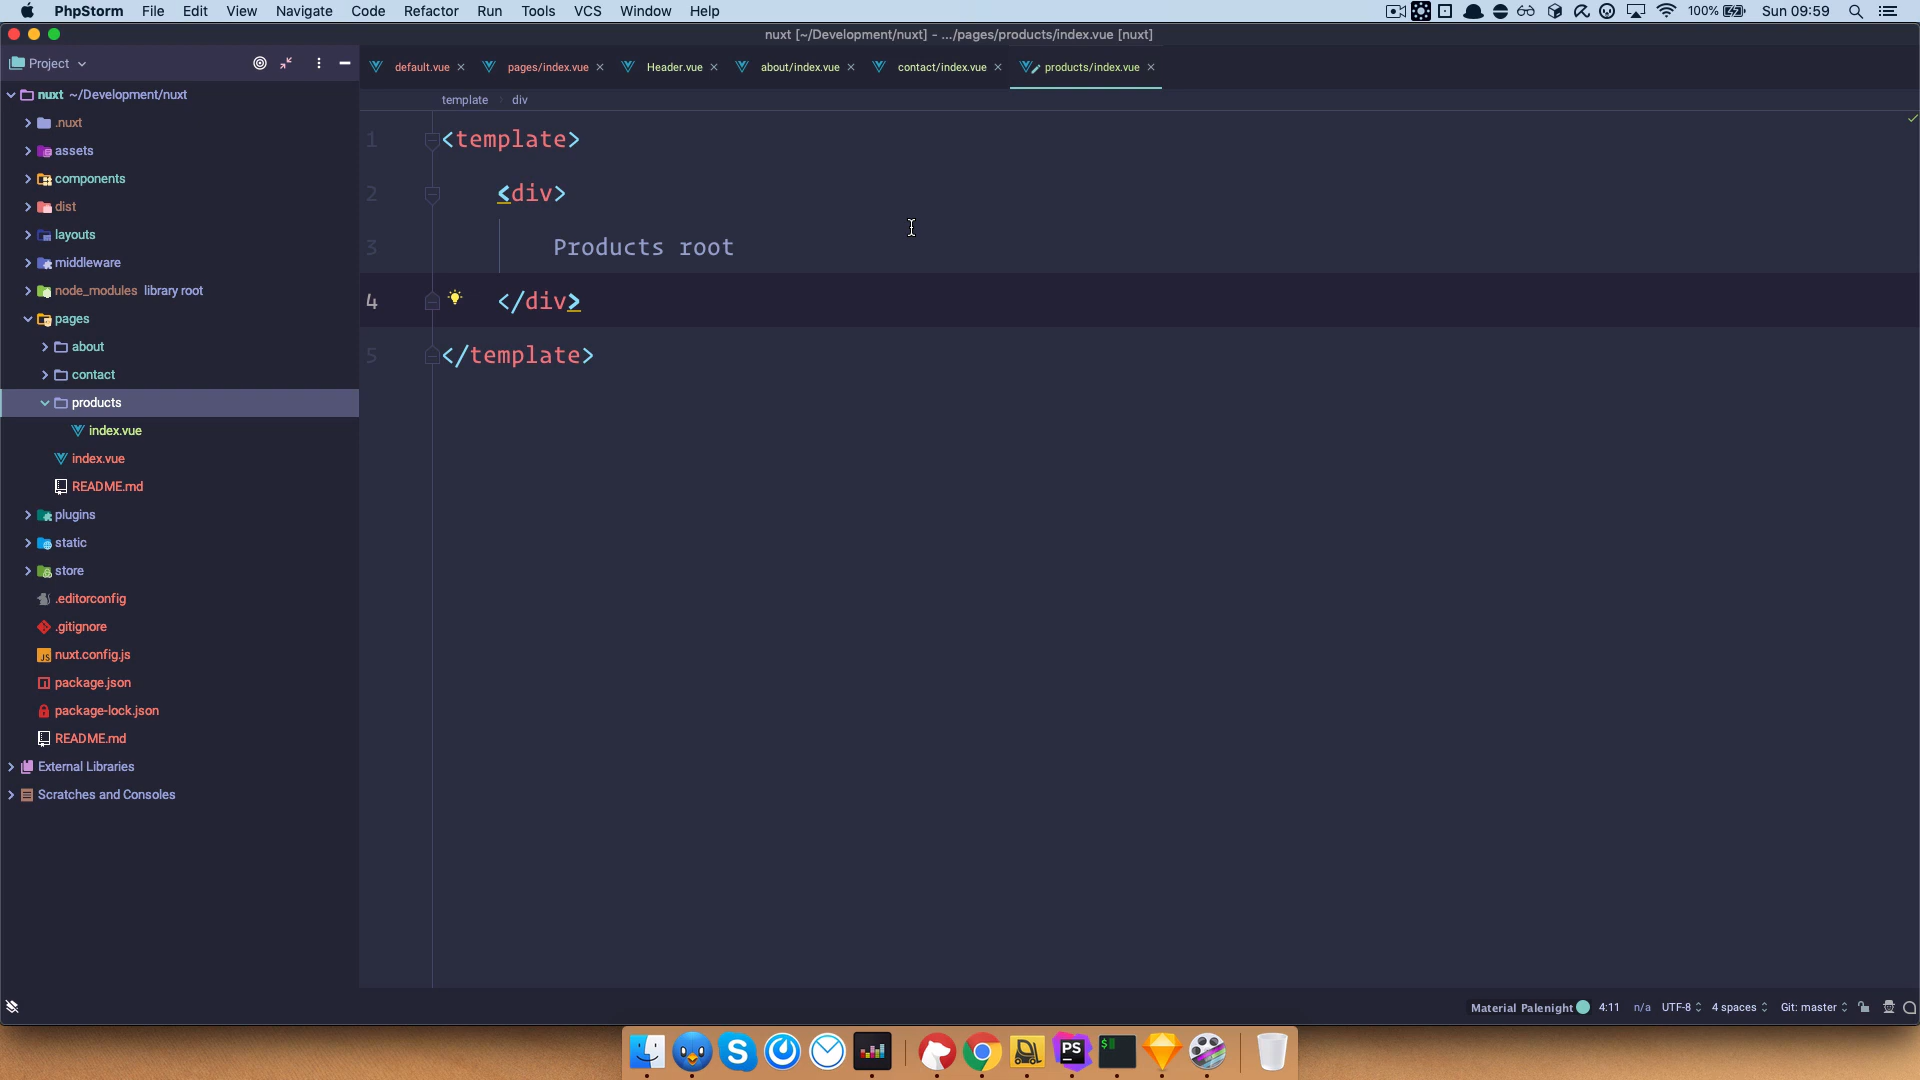 PhpStorm File Edit View Navigate Code Refactor Run Tools VCS Window Help 100% Sun 09:59
nuxt [~/Development/nuxt] - .../pages/products/index.vue [nuxt]
Project
default.vue pages/index.vue Header.vue about/index.vue contact/index.vue products/index.vue
template div
nuxt ~/Development/nuxt
.nuxt
assets
components
dist
layouts
middleware
node_modules library root
pages
about
contact
products
index.vue
index.vue
README.md
plugins
static
store
.editorconfig
.gitignore
nuxt.config.js
package.json
package-lock.json
README.md
External Libraries
Scratches and Consoles
1 <template>
2 <div>
3 Products root
4 </div>
5 </template>
Material Palenight 4:11 n/a UTF-8 4 spaces Git: master
PS